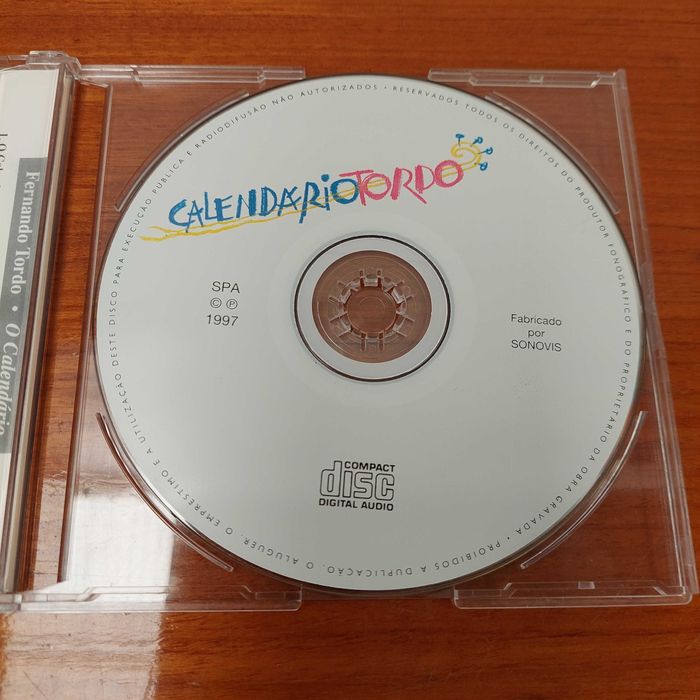 Fernando Tordo • O Calendário
CALENDÁRIO TORDO
SPA
© ℗
1997
Fabricado
por
SONOVIS
COMPACT
disc
DIGITAL AUDIO
RESERVADOS TODOS OS DIREITOS DO PRODUTOR FONOGRÁFICO E DO PROPRIETÁRIO DA OBRA GRAVADA • PROIBIDOS A DUPLICAÇÃO, O ALUGUER, O EMPRÉSTIMO E A UTILIZAÇÃO DESTE DISCO PARA EXECUÇÃO PÚBLICA E RADIODIFUSÃO NÃO AUTORIZADOS •